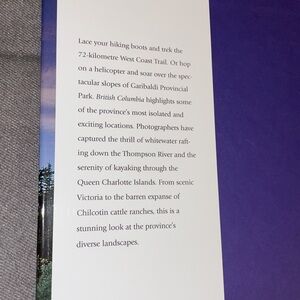 Lace your hiking boots and trek the
72-kilometre West Coast Trail. Or hop
on a helicopter and soar over the spec-
tacular slopes of Garibaldi Provincial
Park. British Columbia highlights some
of the province's most isolated and
exciting locations. Photographers have
captured the thrill of whitewater raft-
ing down the Thompson River and the
serenity of kayaking through the
Queen Charlotte Islands. From scenic
Victoria to the barren expanse of
Chilcotin cattle ranches, this is a
stunning look at the province's
diverse landscapes.